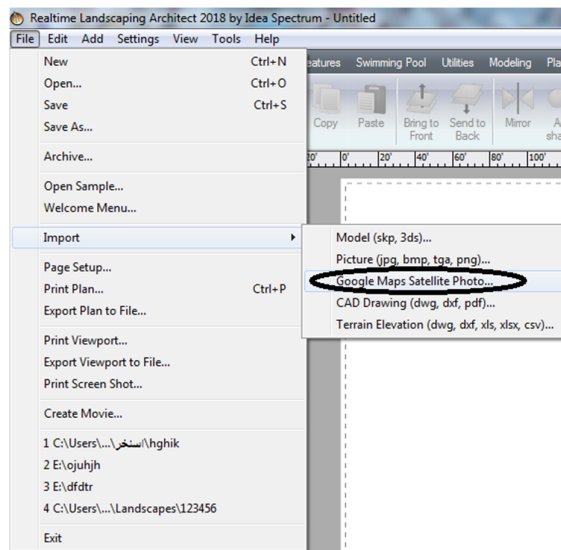 Realtime Landscaping Architect 2018 by Idea Spectrum - Untitled
File Edit Add Settings View Tools Help
eatures Swimming Pool Utilities Modeling Pla
New Ctrl+N
Open... Ctrl+O
Save Ctrl+S
Save As...
Copy Paste Bring to Front Send to Back Mirror A sha
20' 0' 20' 40' 60' 80' 100'
Archive...
Open Sample...
Welcome Menu...
Import
Model (skp, 3ds)...
Picture (jpg, bmp, tga, png)...
Google Maps Satellite Photo...
CAD Drawing (dwg, dxf, pdf)...
Terrain Elevation (dwg, dxf, xls, xlsx, csv)...
Page Setup...
Print Plan... Ctrl+P
Export Plan to File...
Print Viewport...
Export Viewport to File...
Print Screen Shot...
Create Movie...
1 C:\Users\...\استخر\hghik
2 E:\ojuhjh
3 E:\dfdtr
4 C:\Users\...\Landscapes\123456
Exit